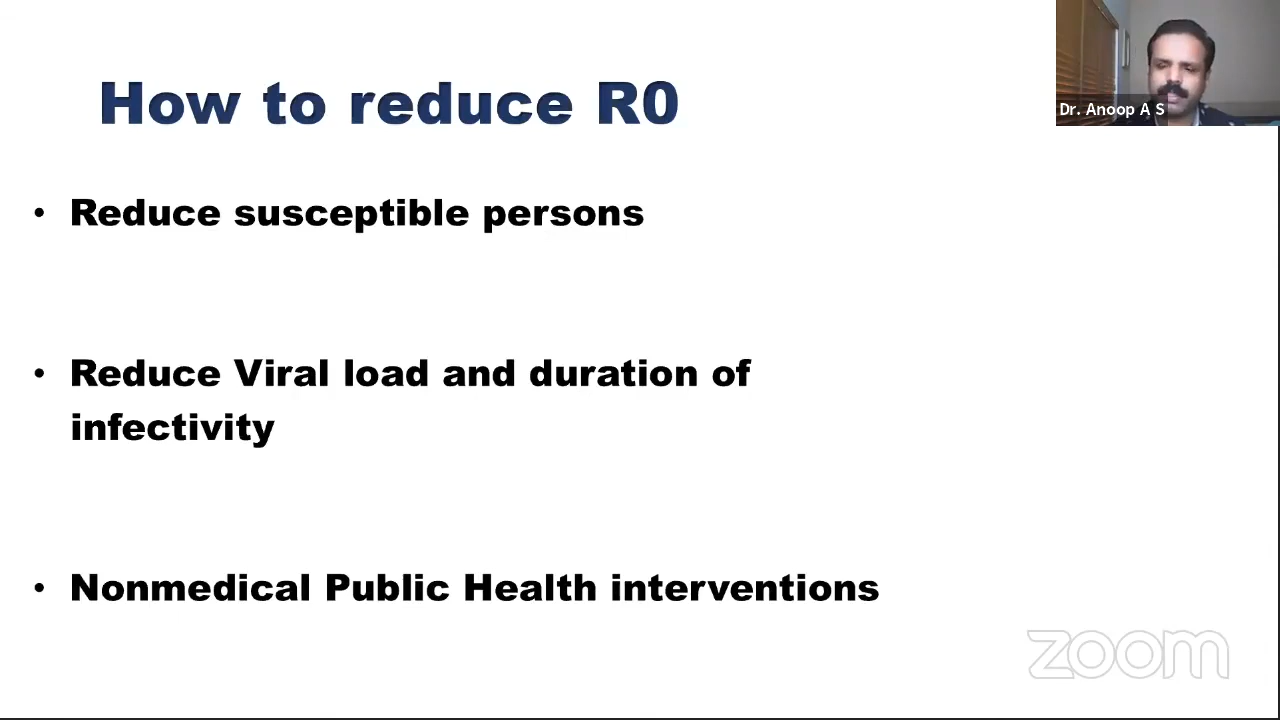 How to reduce R0
Dr. Anoop A S
• Reduce susceptible persons
• Reduce Viral load and duration of
infectivity
• Nonmedical Public Health interventions
zoom